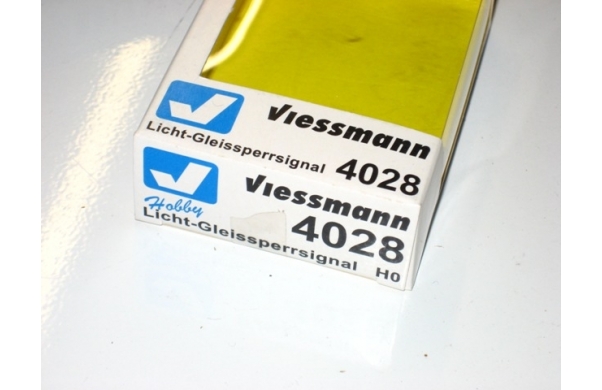 Viessmann
Licht-Gleissperrsignal 4028
Viessmann
Hobby
Licht-Gleissperrsignal 4028
H0